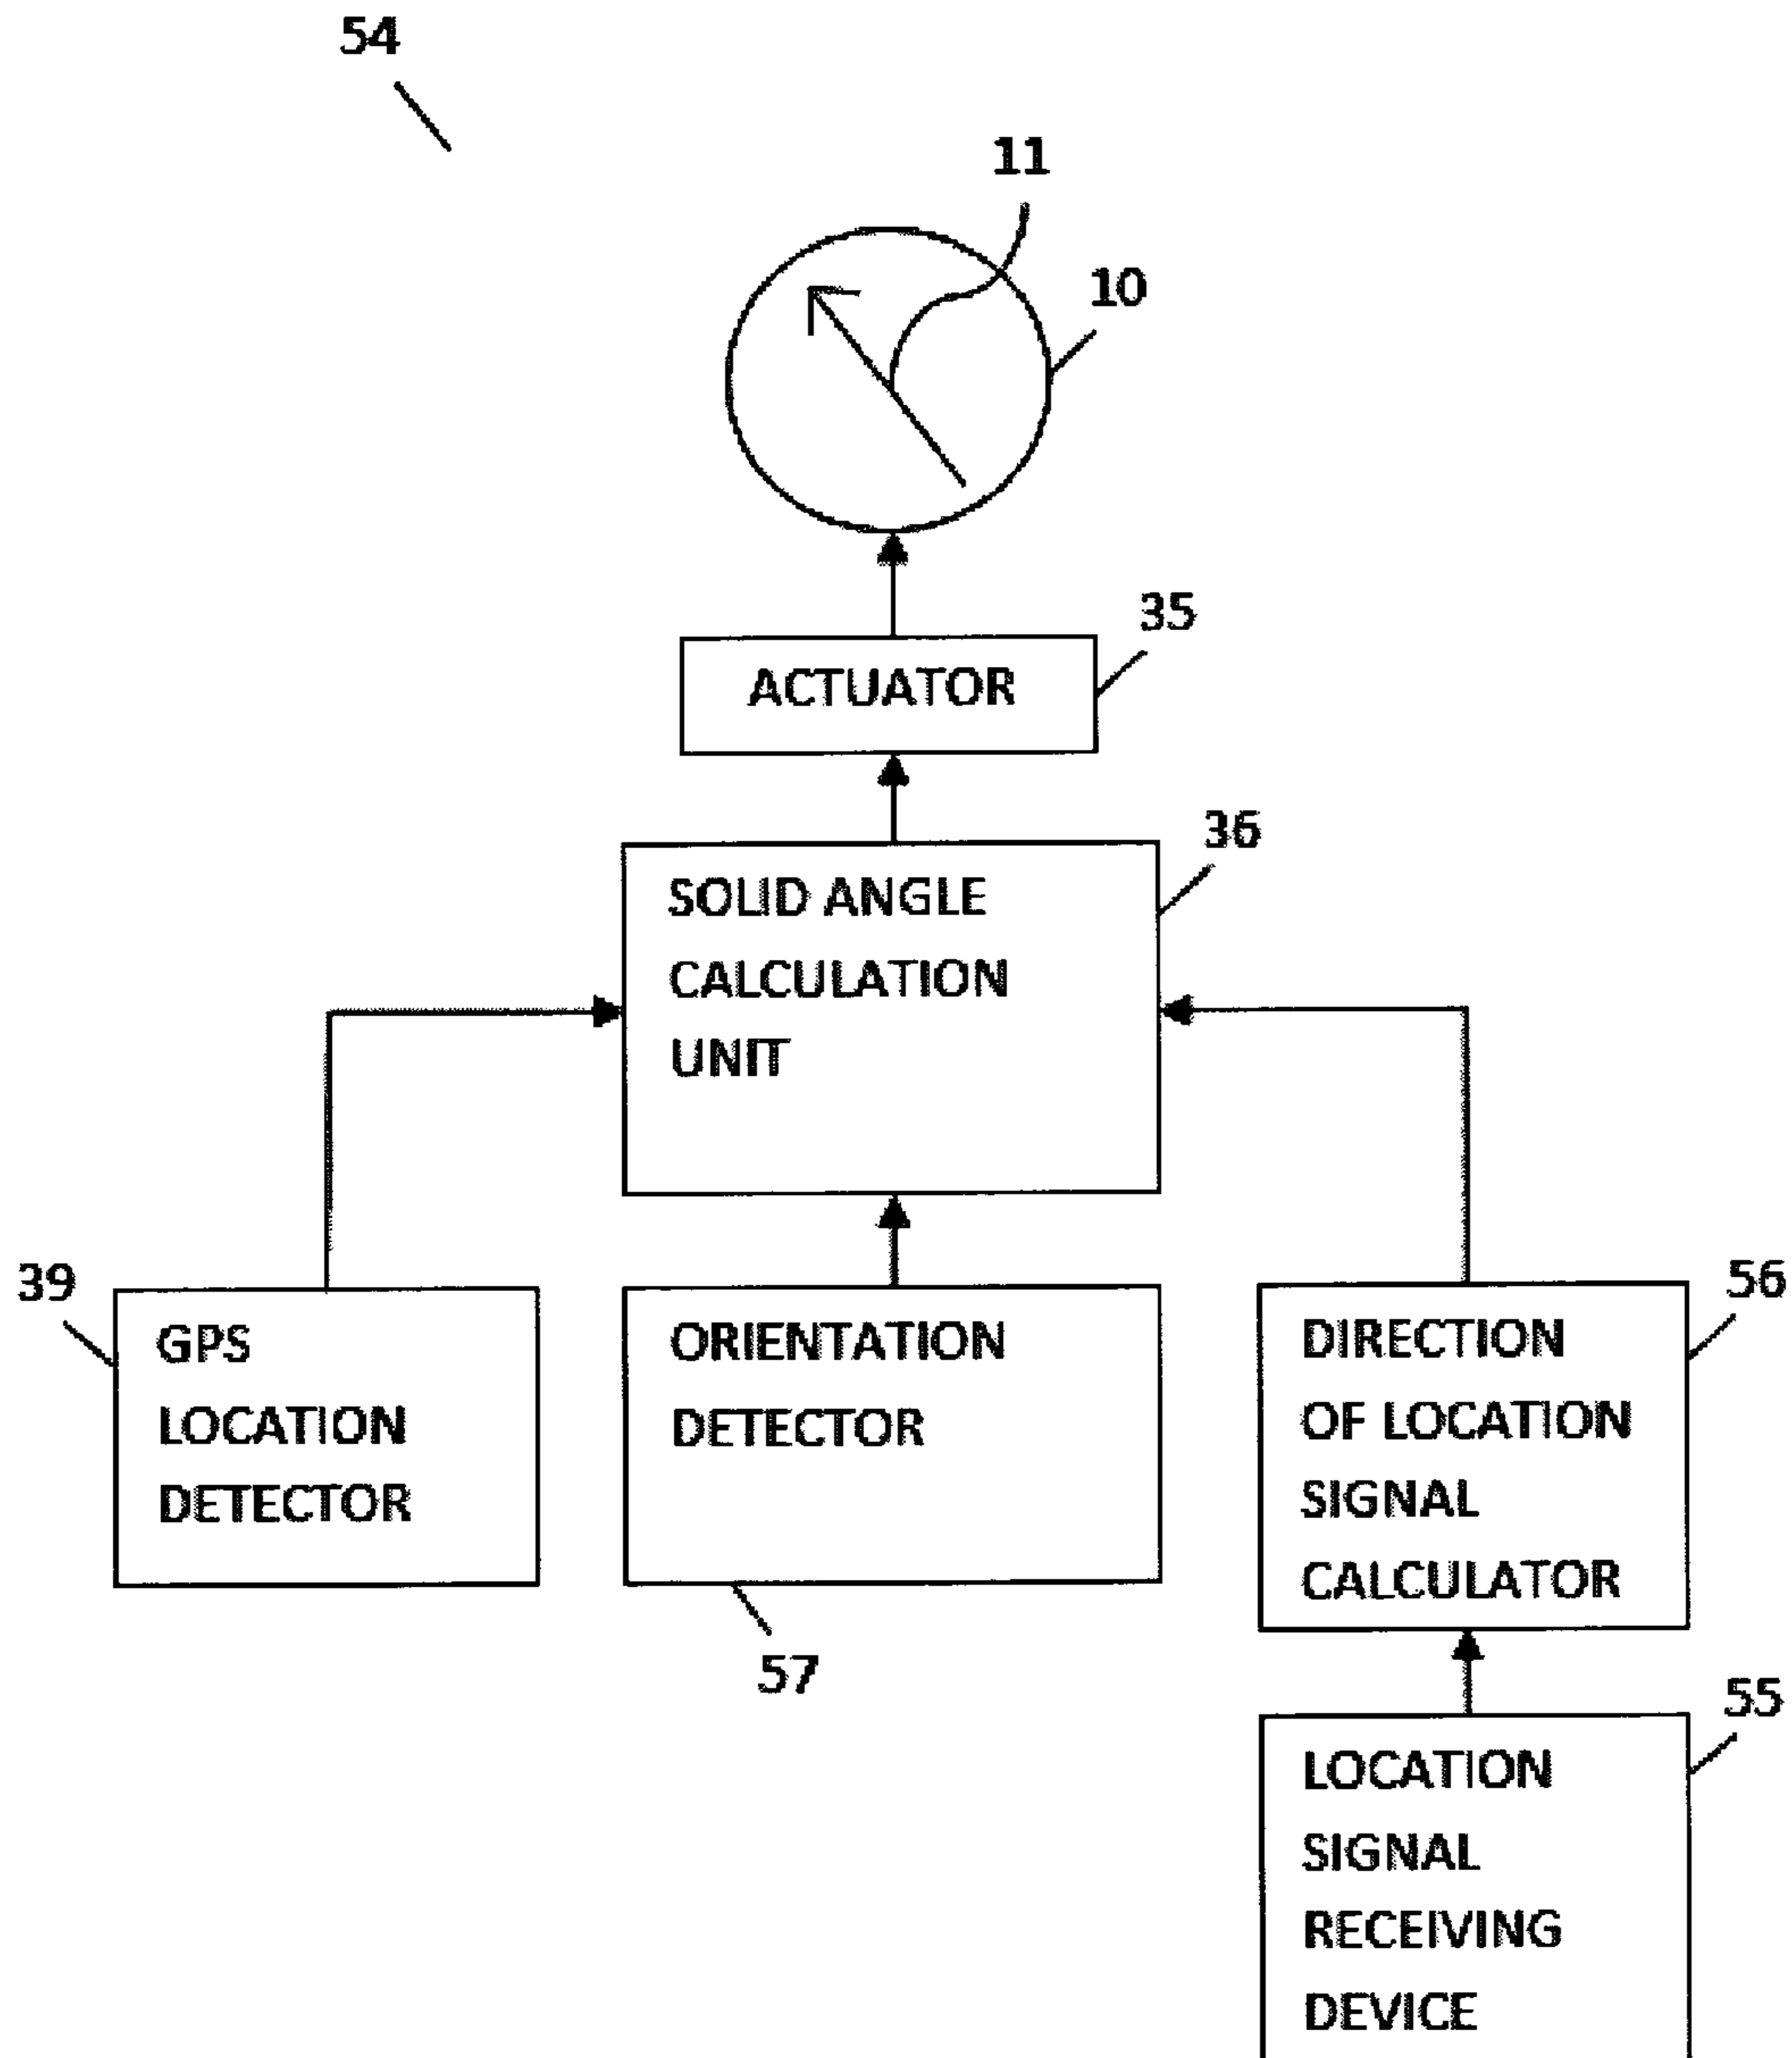 54
11
10
35
ACTUATOR
36
SOLID ANGLE
CALCULATION
UNIT
39
GPS
LOCATION
DETECTOR
ORIENTATION
DETECTOR
57
56
DIRECTION
OF LOCATION
SIGNAL
CALCULATOR
55
LOCATION
SIGNAL
RECEIVING
DEVICE